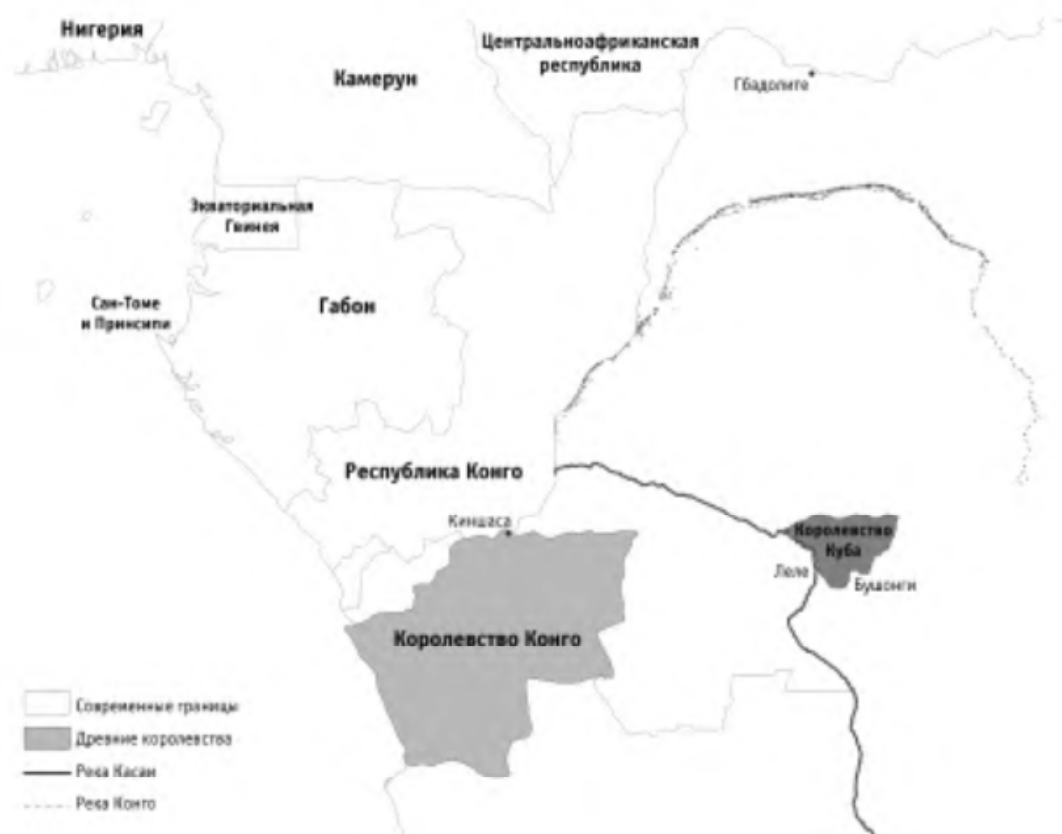 Нигерия
Центральноафриканская
республика
Камерун
Гбадолите
Экваториальная
Гвинея
Сан-Томе
и Принсипи
Габон
Республика Конго
Киншаса
Королевство
Куба
Леле
Бушонги
Королевство Конго
Современные границы
Древние королевства
Река Касаи
Река Конго